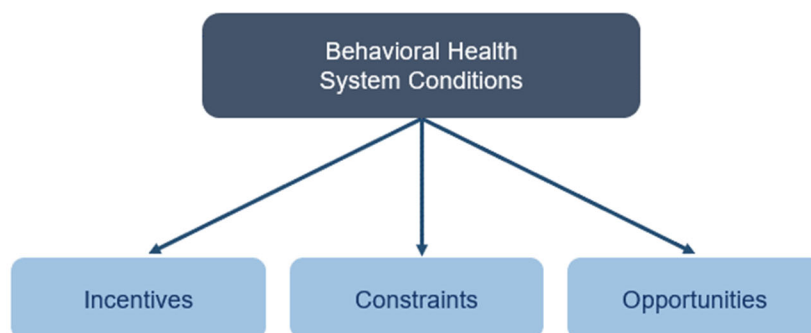 Behavioral Health
System Conditions
Incentives
Constraints
Opportunities